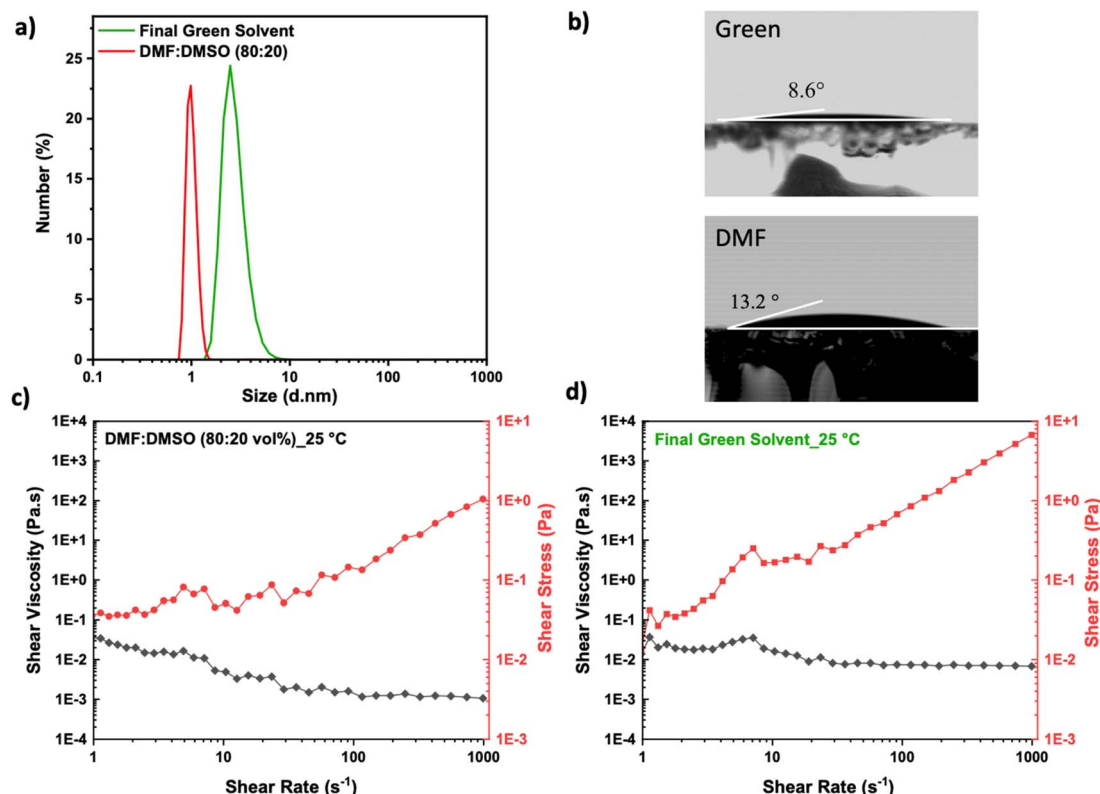 a)
Final Green Solvent
DMF:DMSO (80:20)
25
20
15
10
5
0
Number (%)
0.1 1 10 100 1000
Size (d.nm)
b)
Green
8.6°
DMF
13.2 °
c)
DMF:DMSO (80:20 vol%)_25 °C
1E+4
1E+3
1E+2
1E+1
1E+0
1E-1
1E-2
1E-3
1E-4
Shear Viscosity (Pa.s)
1E+1
1E+0
1E-1
1E-2
1E-3
Shear Stress (Pa)
1 10 100 1000
Shear Rate (s⁻¹)
d)
Final Green Solvent_25 °C
1E+4
1E+3
1E+2
1E+1
1E+0
1E-1
1E-2
1E-3
1E-4
Shear Viscosity (Pa.s)
1E+1
1E+0
1E-1
1E-2
1E-3
Shear Stress (Pa)
1 10 100 1000
Shear Rate (s⁻¹)